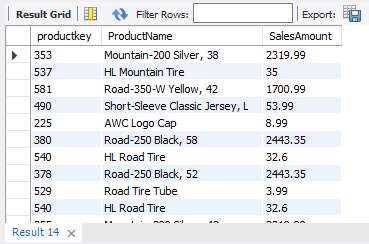 Result Grid Filter Rows: Export:
productkey ProductName SalesAmount
353 Mountain-200 Silver, 38 2319.99
537 HL Mountain Tire 35
581 Road-350-W Yellow, 42 1700.99
490 Short-Sleeve Classic Jersey, L 53.99
225 AWC Logo Cap 8.99
380 Road-250 Black, 58 2443.35
540 HL Road Tire 32.6
378 Road-250 Black, 52 2443.35
529 Road Tire Tube 3.99
540 HL Road Tire 32.6
Result 14